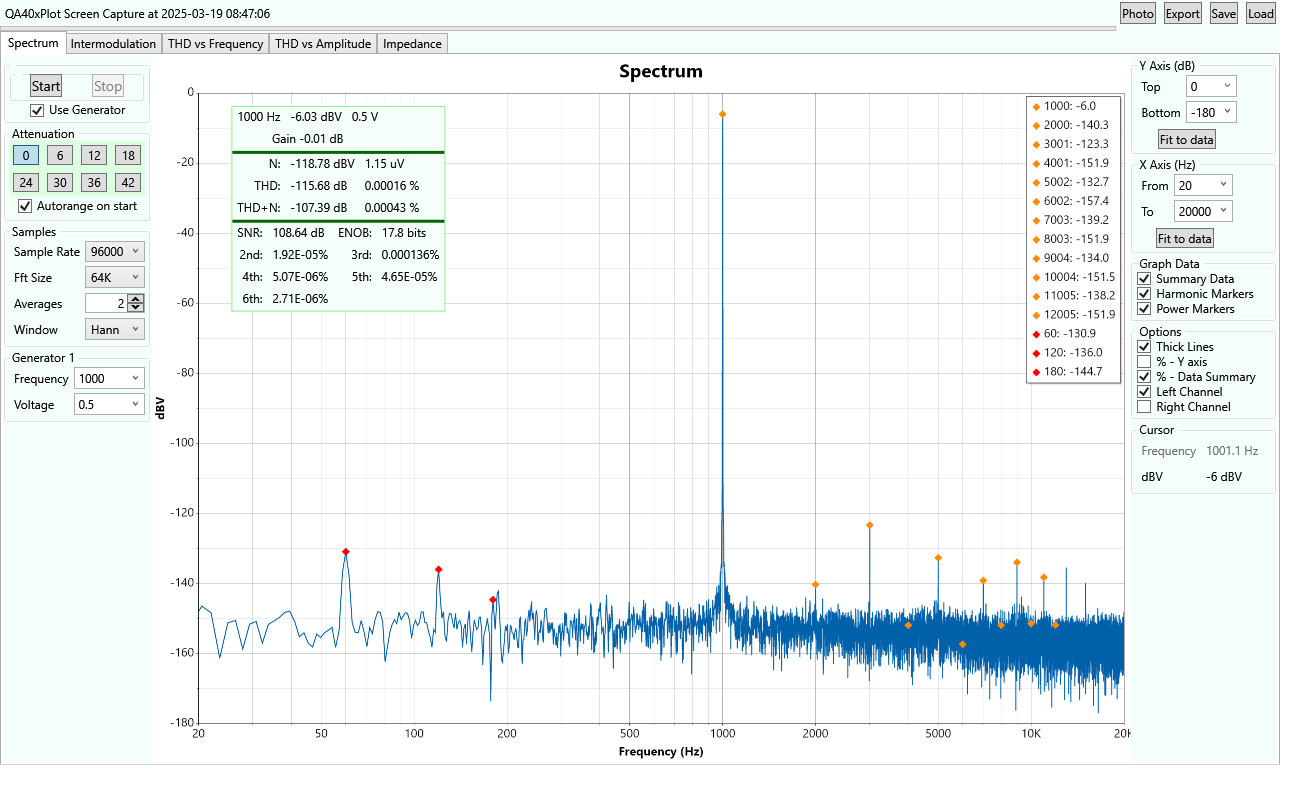 QA40xPlot Screen Capture at 2025-03-19 08:47:06
Photo Export Save Load
Spectrum Intermodulation THD vs Frequency THD vs Amplitude Impedance
Start Stop
Use Generator
Attenuation
0 6 12 18
24 30 36 42
Autorange on start
Samples
Sample Rate 96000
Fft Size 64K
Averages 2
Window Hann
Generator 1
Frequency 1000
Voltage 0.5
Spectrum
1000 Hz -6.03 dBV 0.5 V
Gain -0.01 dB
N: -118.78 dBV 1.15 uV
THD: -115.68 dB 0.00016 %
THD+N: -107.39 dB 0.00043 %
SNR: 108.64 dB ENOB: 17.8 bits
2nd: 1.92E-05% 3rd: 0.000136%
4th: 5.07E-06% 5th: 4.65E-05%
6th: 2.71E-06%
1000: -6.0
2000: -140.3
3001: -123.3
4001: -151.9
5002: -132.7
6002: -157.4
7003: -139.2
8003: -151.9
9004: -134.0
10004: -151.5
11005: -138.2
12005: -151.9
60: -130.9
120: -136.0
180: -144.7
dBV
0
-20
-40
-60
-80
-100
-120
-140
-160
-180
20 50 100 200 500 1000 2000 5000 10K 20K
Frequency (Hz)
Y Axis (dB)
Top 0
Bottom -180
Fit to data
X Axis (Hz)
From 20
To 20000
Fit to data
Graph Data
Summary Data
Harmonic Markers
Power Markers
Options
Thick Lines
% - Y axis
% - Data Summary
Left Channel
Right Channel
Cursor
Frequency 1001.1 Hz
dBV -6 dBV